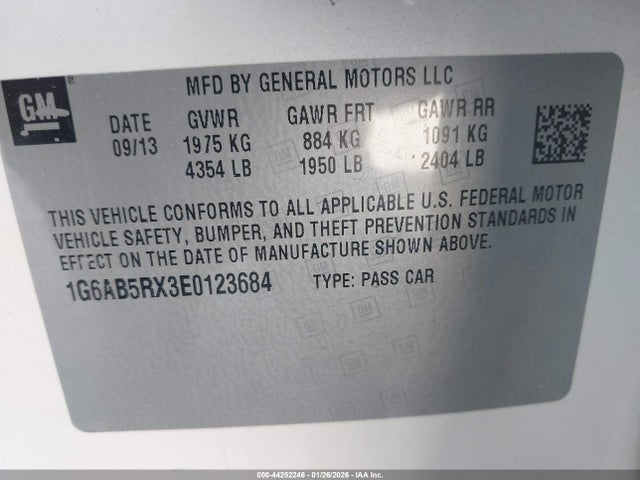 GM
MFD BY GENERAL MOTORS LLC
DATE GVWR GAWR FRT GAWR RR
09/13 1975 KG 884 KG 1091 KG
4354 LB 1950 LB 2404 LB
THIS VEHICLE CONFORMS TO ALL APPLICABLE U.S. FEDERAL MOTOR
VEHICLE SAFETY, BUMPER, AND THEFT PREVENTION STANDARDS IN
EFFECT ON THE DATE OF MANUFACTURE SHOWN ABOVE.
1G6AB5RX3E0123684 TYPE: PASS CAR
000-44252246 - 01/26/2026 - © IAA Inc.